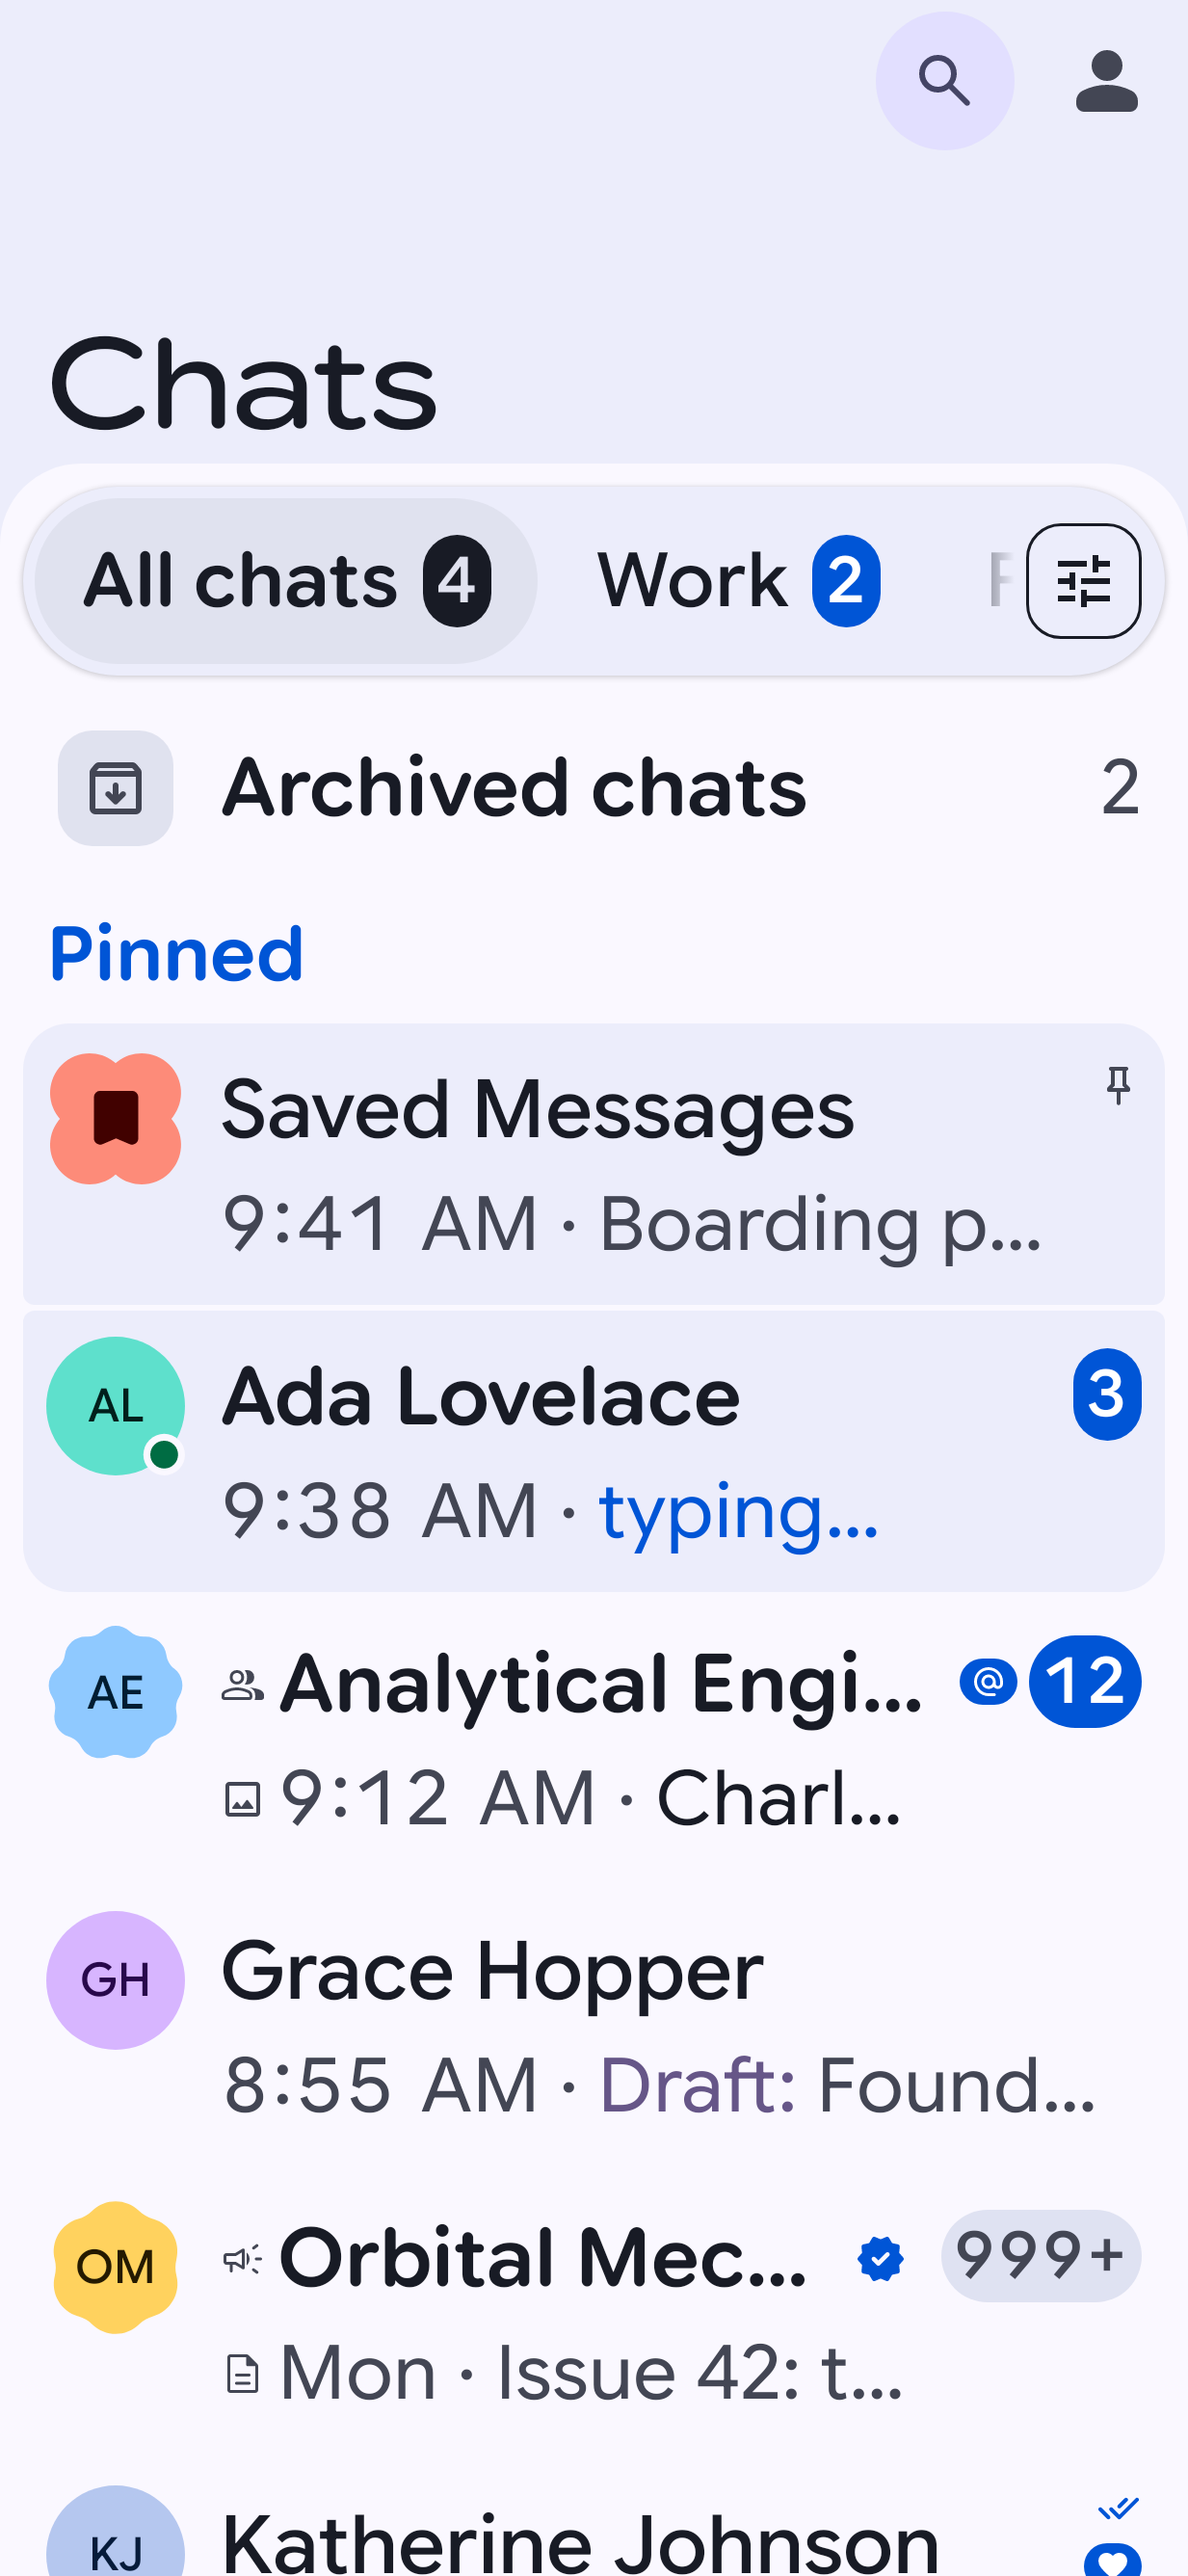 Chats
All chats 4 Work 2
Archived chats 2
Pinned
Saved Messages
9:41 AM · Boarding p...
AL Ada Lovelace 3
9:38 AM · typing...
AE Analytical Engi... @ 12
9:12 AM · Charl...
GH Grace Hopper
8:55 AM · Draft: Found...
OM Orbital Mec... 999+
Mon · Issue 42: t...
KJ Katherine Johnson